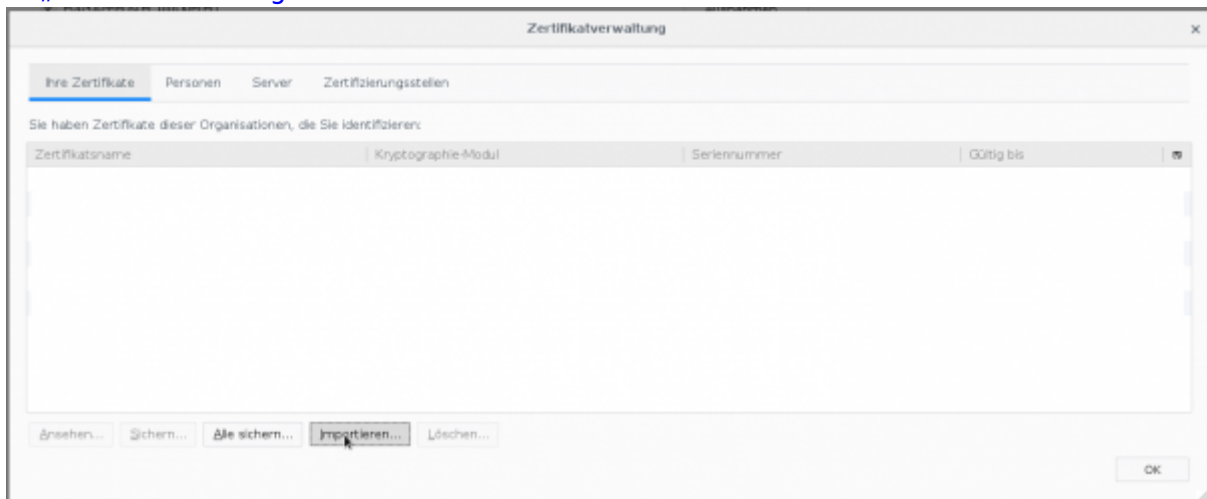 Zertifikatverwaltung
×
Ihre Zertifikate Personen Server Zertifizierungsstellen
Sie haben Zertifikate dieser Organisationen, die Sie identifizieren:
Zertifikatsname Kryptographie-Modul Seriennummer Gültig bis
Ansehen... Sichern... Alle sichern... Importieren... Löschen...
OK